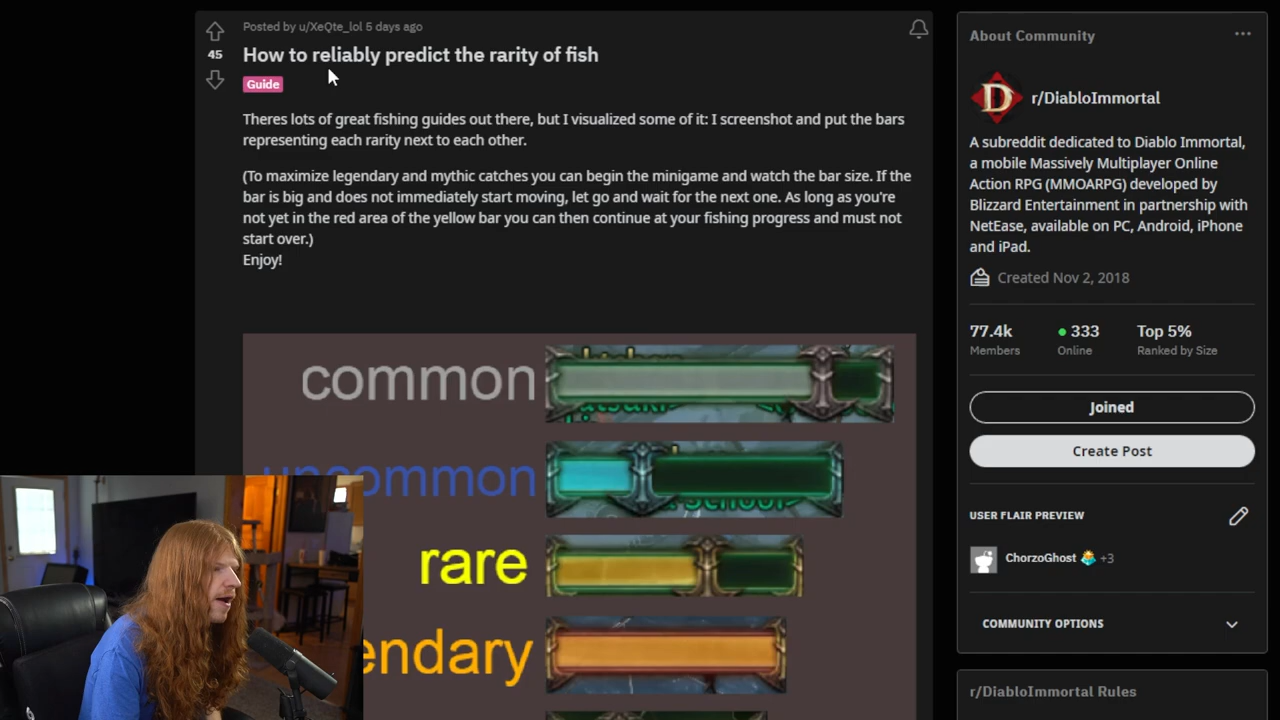 Posted by u/XeQte_lol 5 days ago
45
How to reliably predict the rarity of fish
Guide
Theres lots of great fishing guides out there, but I visualized some of it: I screenshot and put the bars
representing each rarity next to each other.
(To maximize legendary and mythic catches you can begin the minigame and watch the bar size. If the
bar is big and does not immediately start moving, let go and wait for the next one. As long as you're
not yet in the red area of the yellow bar you can then continue at your fishing progress and must not
start over.)
Enjoy!
common
uncommon
rare
endary
About Community
r/DiabloImmortal
A subreddit dedicated to Diablo Immortal,
a mobile Massively Multiplayer Online
Action RPG (MMOARPG) developed by
Blizzard Entertainment in partnership with
NetEase, available on PC, Android, iPhone
and iPad.
Created Nov 2, 2018
77.4k 333 Top 5%
Members Online Ranked by Size
Joined
Create Post
USER FLAIR PREVIEW
ChorzoGhost +3
COMMUNITY OPTIONS
r/DiabloImmortal Rules